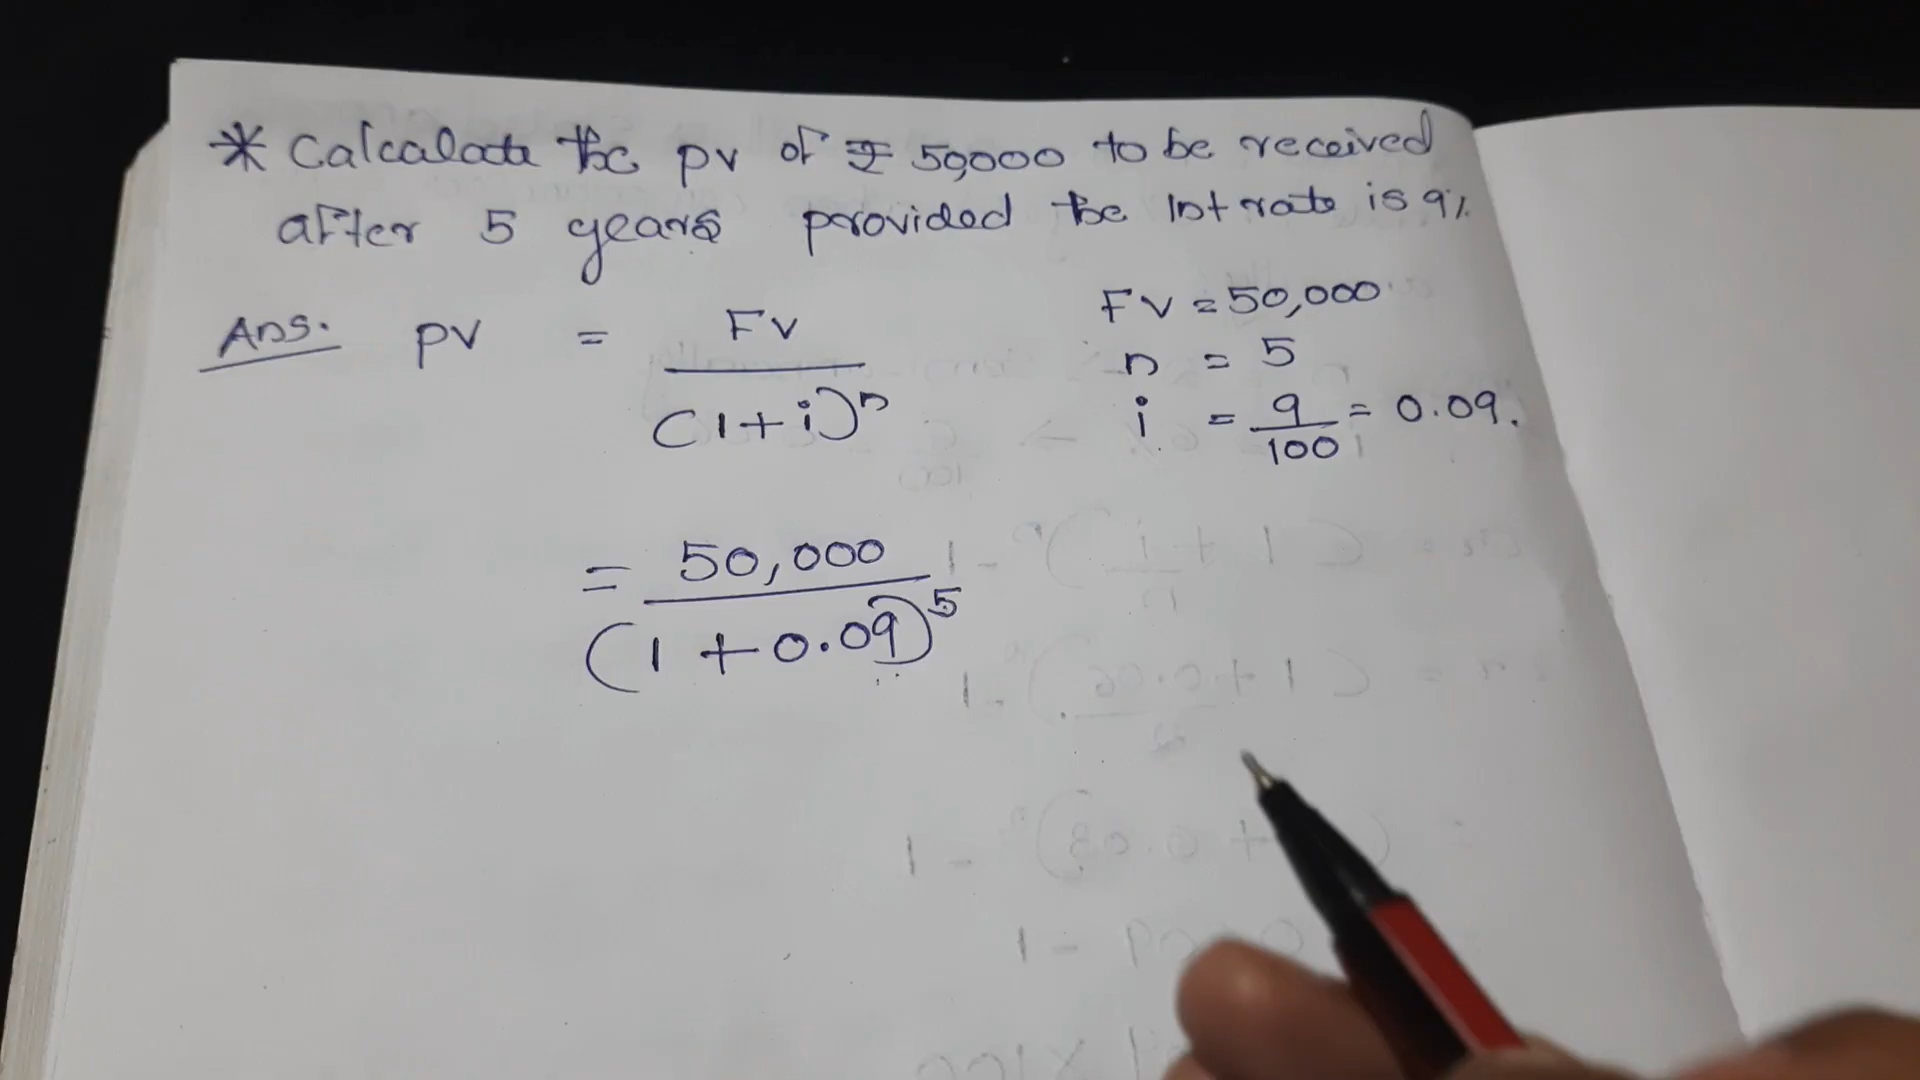 * Calcalate the pv of ₹ 50,000 to be received
after 5 years provided the Int rate is 9%
Ans. PV = FV / (1+i)^n
FV = 50,000
n = 5
i = 9/100 = 0.09.
= 50,000 / (1 + 0.09)^5